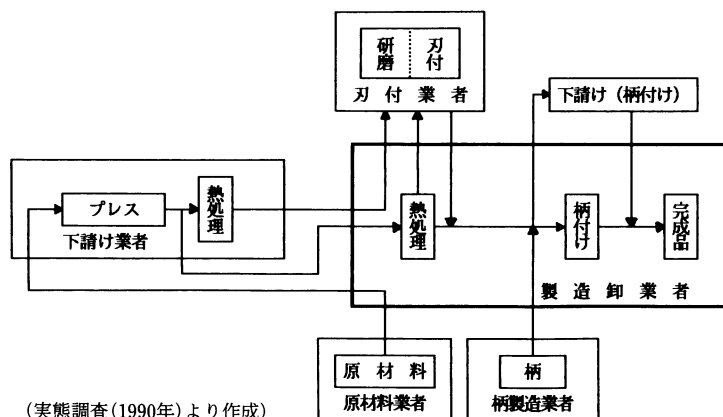 研磨 刃付
刃付業者
下請け（柄付け）
プレス
熱処理
下請け業者
熱処理
柄付け
完成品
製造卸業者
原材料
原材料業者
柄
柄製造業者
(実態調査(1990年)より作成)